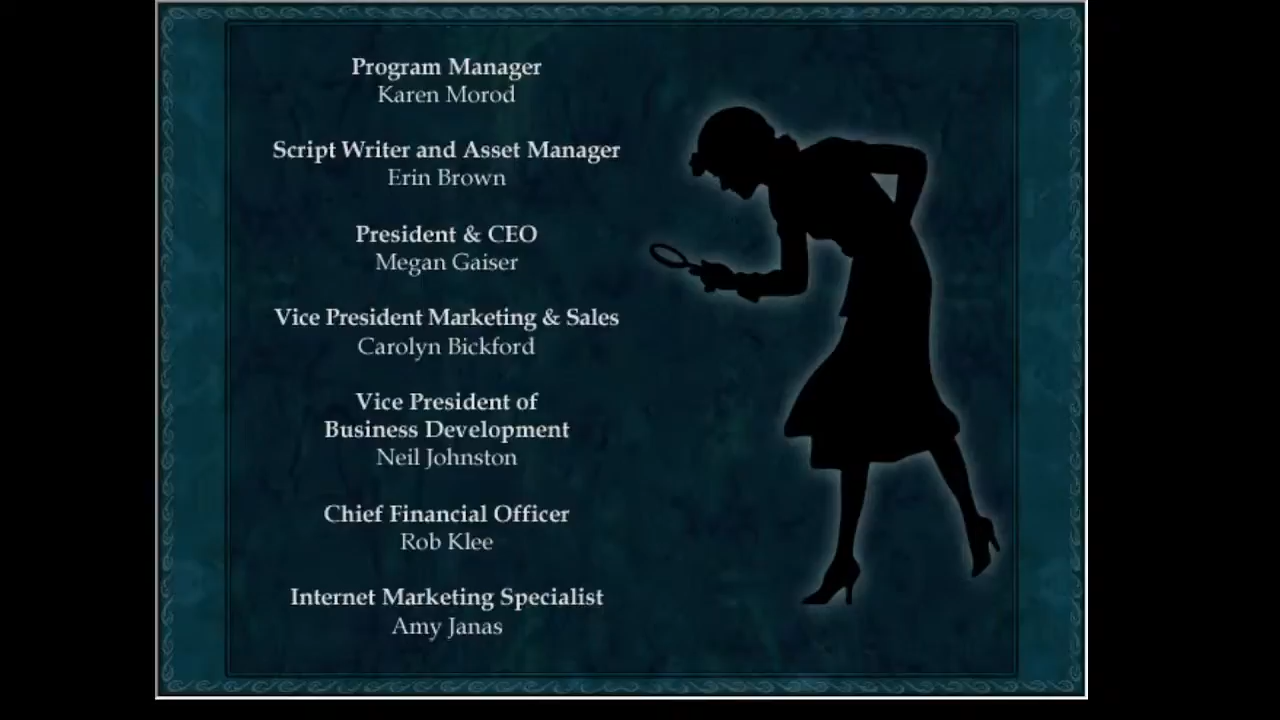 Program Manager
Karen Morod
Script Writer and Asset Manager
Erin Brown
President & CEO
Megan Gaiser
Vice President Marketing & Sales
Carolyn Bickford
Vice President of
Business Development
Neil Johnston
Chief Financial Officer
Rob Klee
Internet Marketing Specialist
Amy Janas